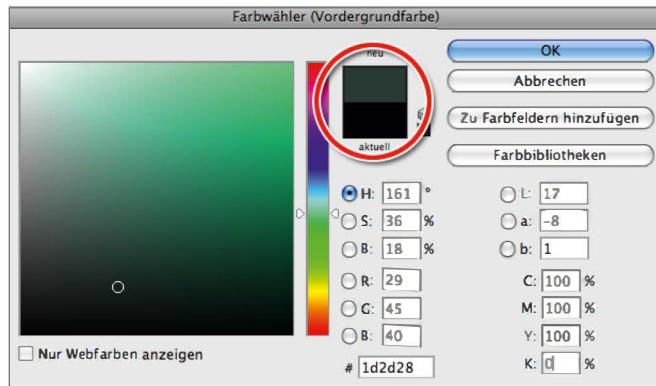 Farbwähler (Vordergrundfarbe)
neu
aktuell
OK
Abbrechen
Zu Farbfeldern hinzufügen
Farbbibliotheken
H: 161 °
S: 36 %
B: 18 %
R: 29
G: 45
B: 40
# 1d2d28
L: 17
a: -8
b: 1
C: 100 %
M: 100 %
Y: 100 %
K: 0 %
Nur Webfarben anzeigen